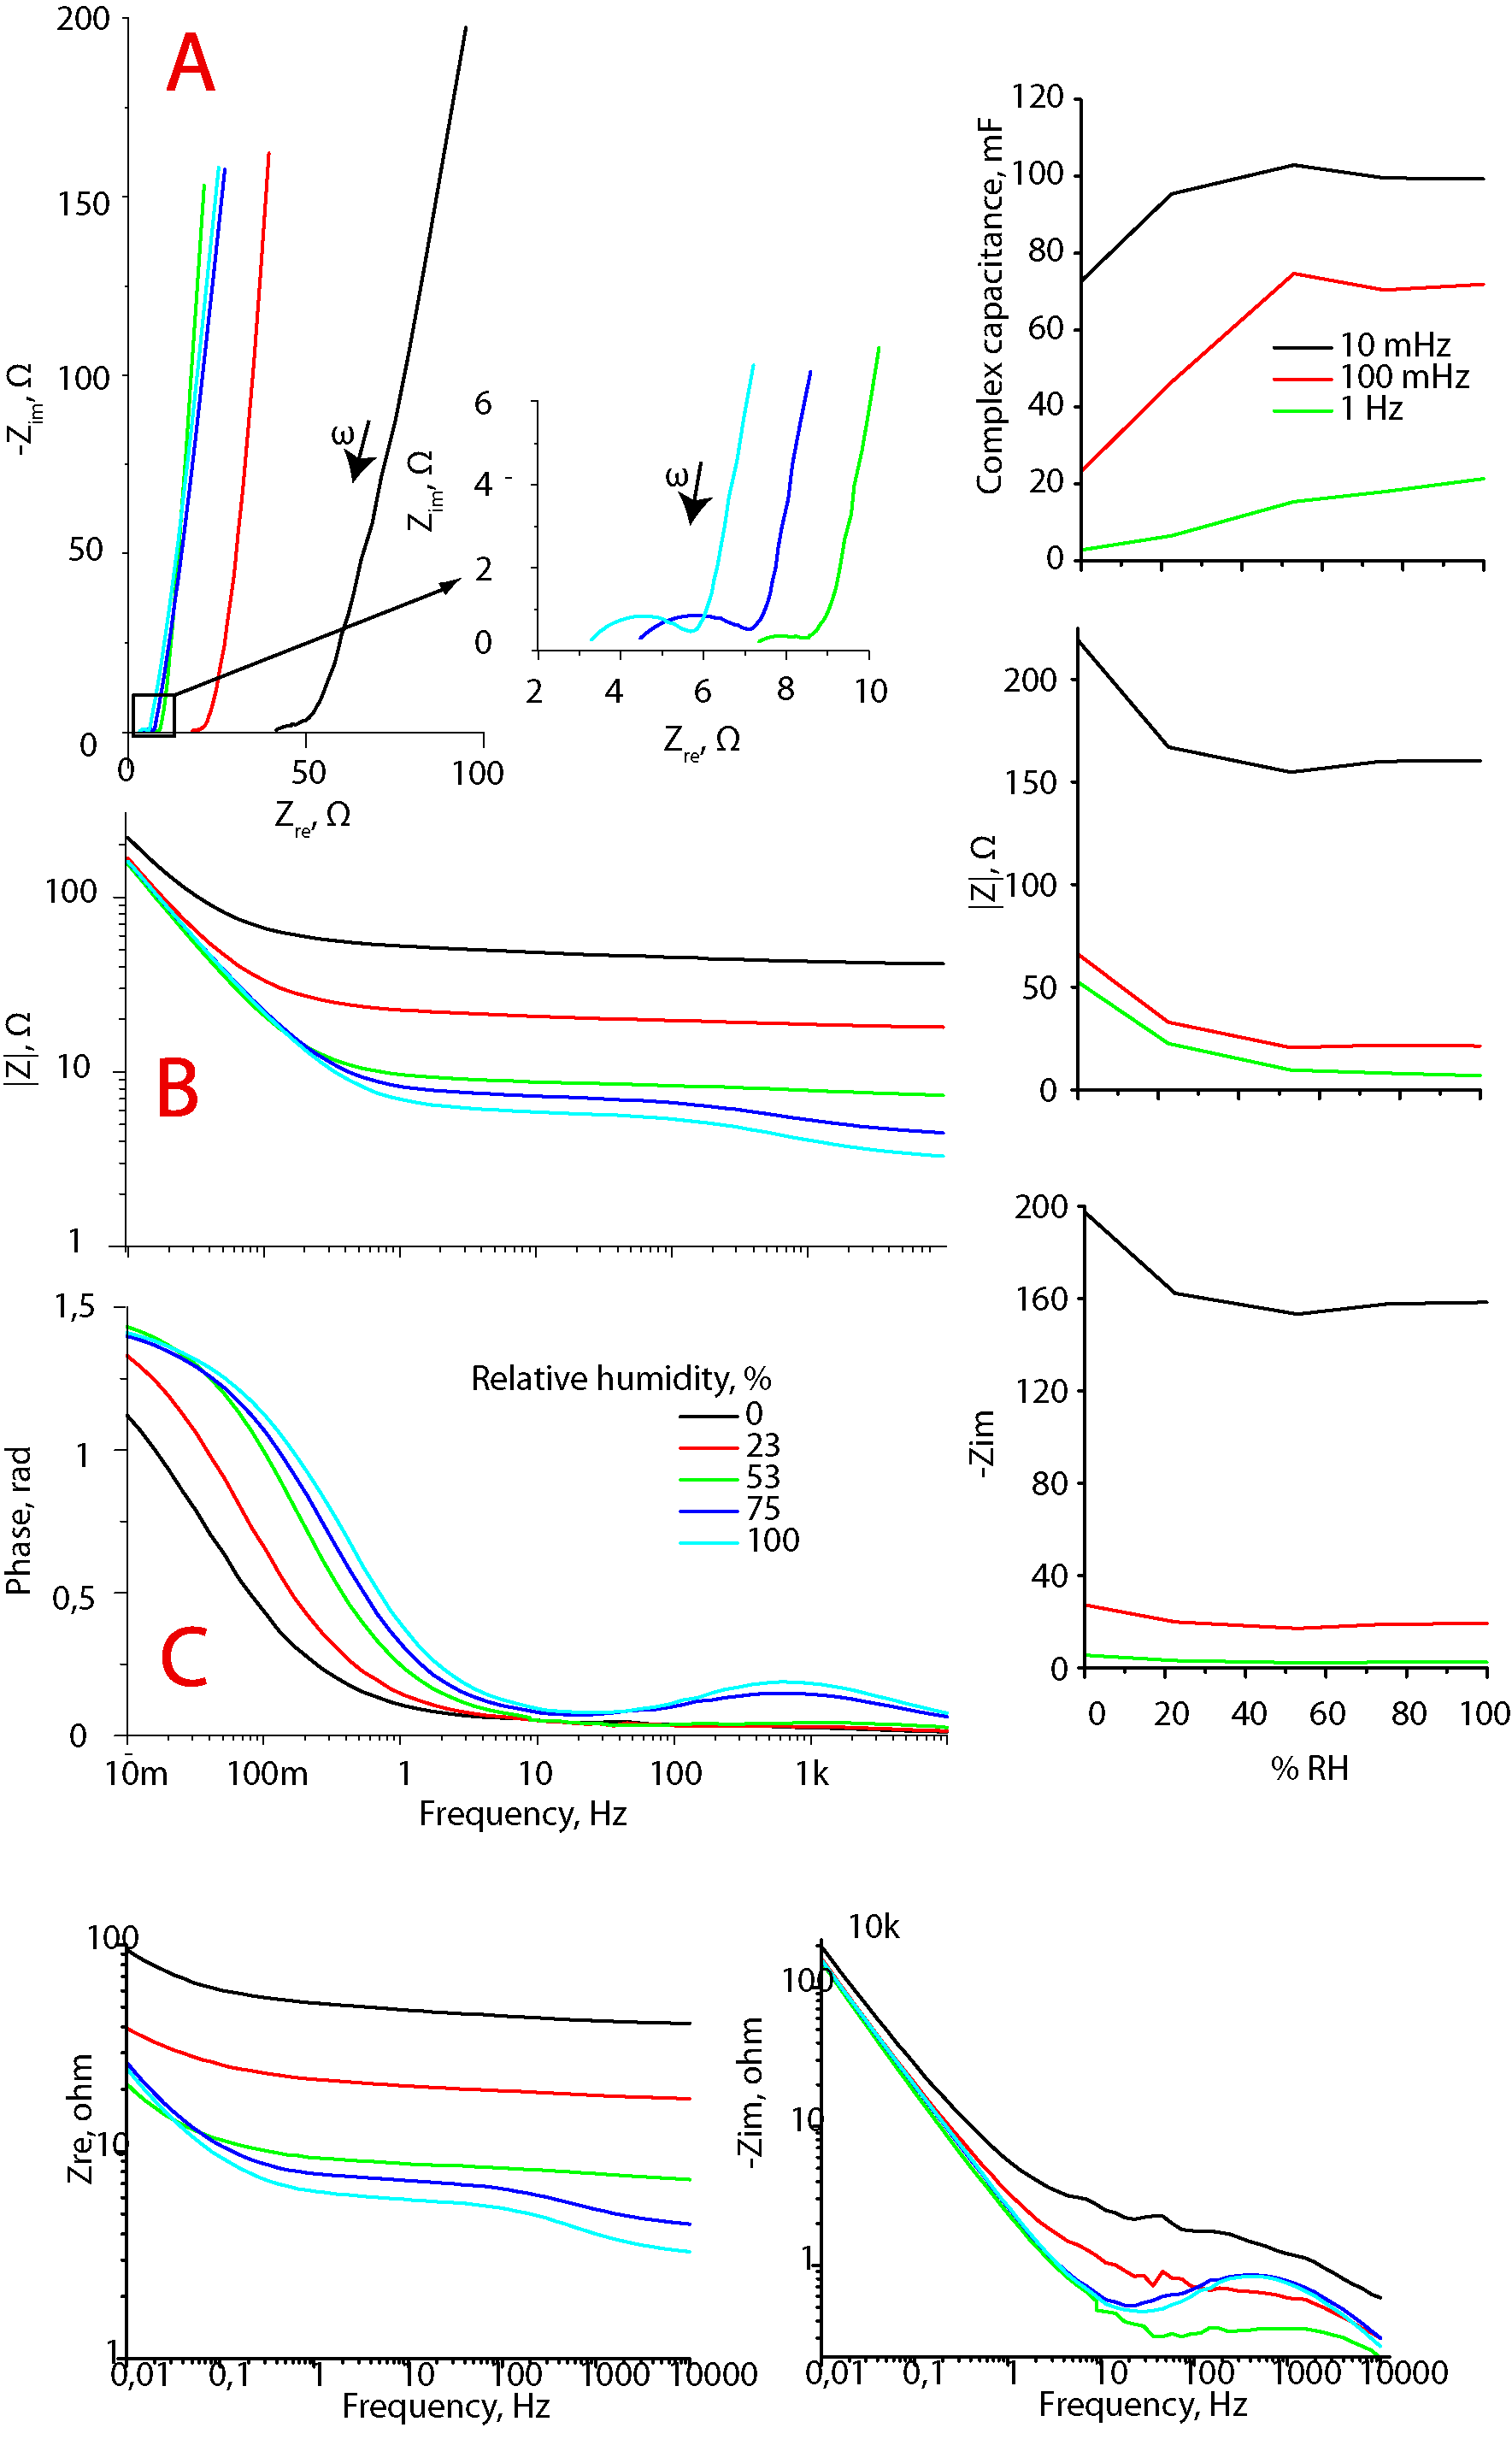 A
200
150
100
50
0
-Zim, Ω
0
50
100
Zre, Ω
ω
6
4
2
0
Zim, Ω
ω
2
4
6
8
10
Zre, Ω
Complex capacitance, mF
120
100
80
60
40
20
0
10 mHz
100 mHz
1 Hz
|Z|, Ω
200
150
100
50
0
B
|Z|, Ω
100
10
1
C
Phase, rad
1,5
1
0,5
0
Relative humidity, %
0
23
53
75
100
10m
100m
1
10
100
1k
Frequency, Hz
-Zim
200
160
120
80
40
0
0
20
40
60
80
100
% RH
Zre, ohm
100
10
1
0,01
0,1
1
10
100
1000
10000
Frequency, Hz
10k
-Zim, ohm
100
10
1
0,01
0,1
1
10
100
1000
10000
Frequency, Hz